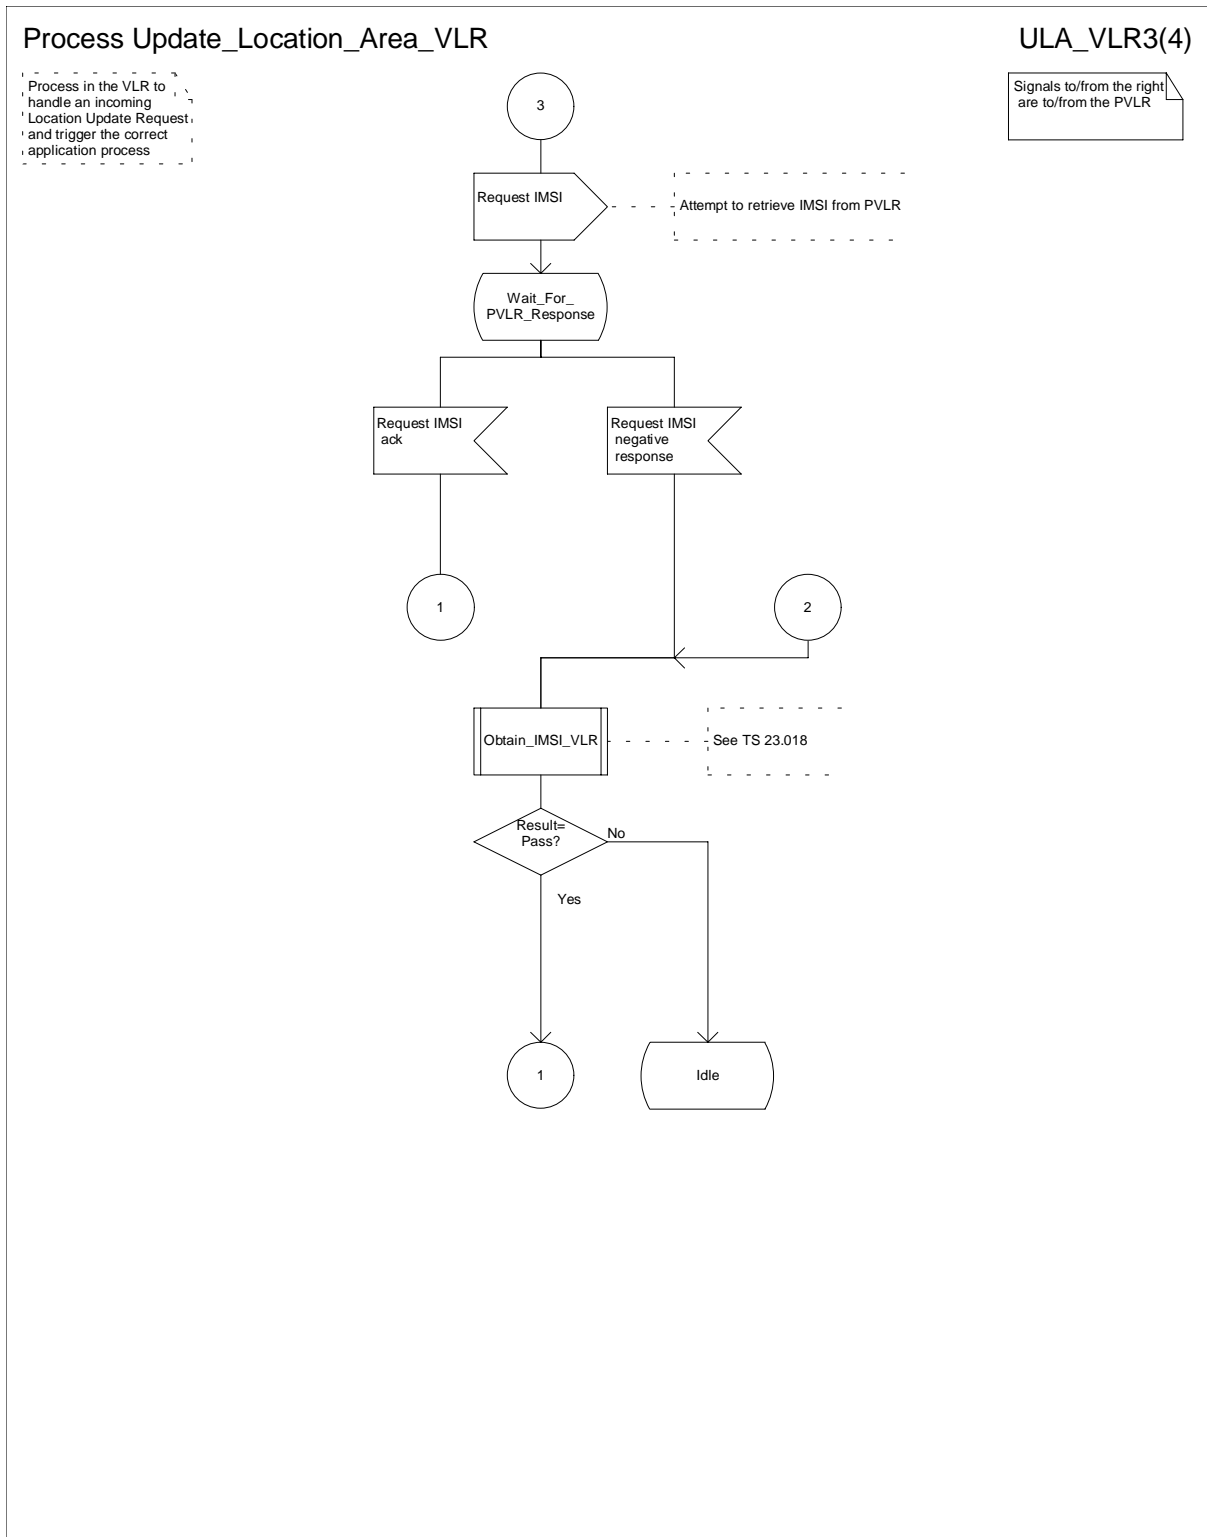 Process Update_Location_Area_VLR
ULA_VLR3(4)
Process in the VLR to
handle an incoming
Location Update Request
and trigger the correct
application process
Signals to/from the right
are to/from the PVLR
3
Request IMSI
Attempt to retrieve IMSI from PVLR
Wait_For_
PVLR_Response
Request IMSI
ack
Request IMSI
negative
response
1
2
Obtain_IMSI_VLR
See TS 23.018
Result=
Pass?
No
Yes
1
Idle